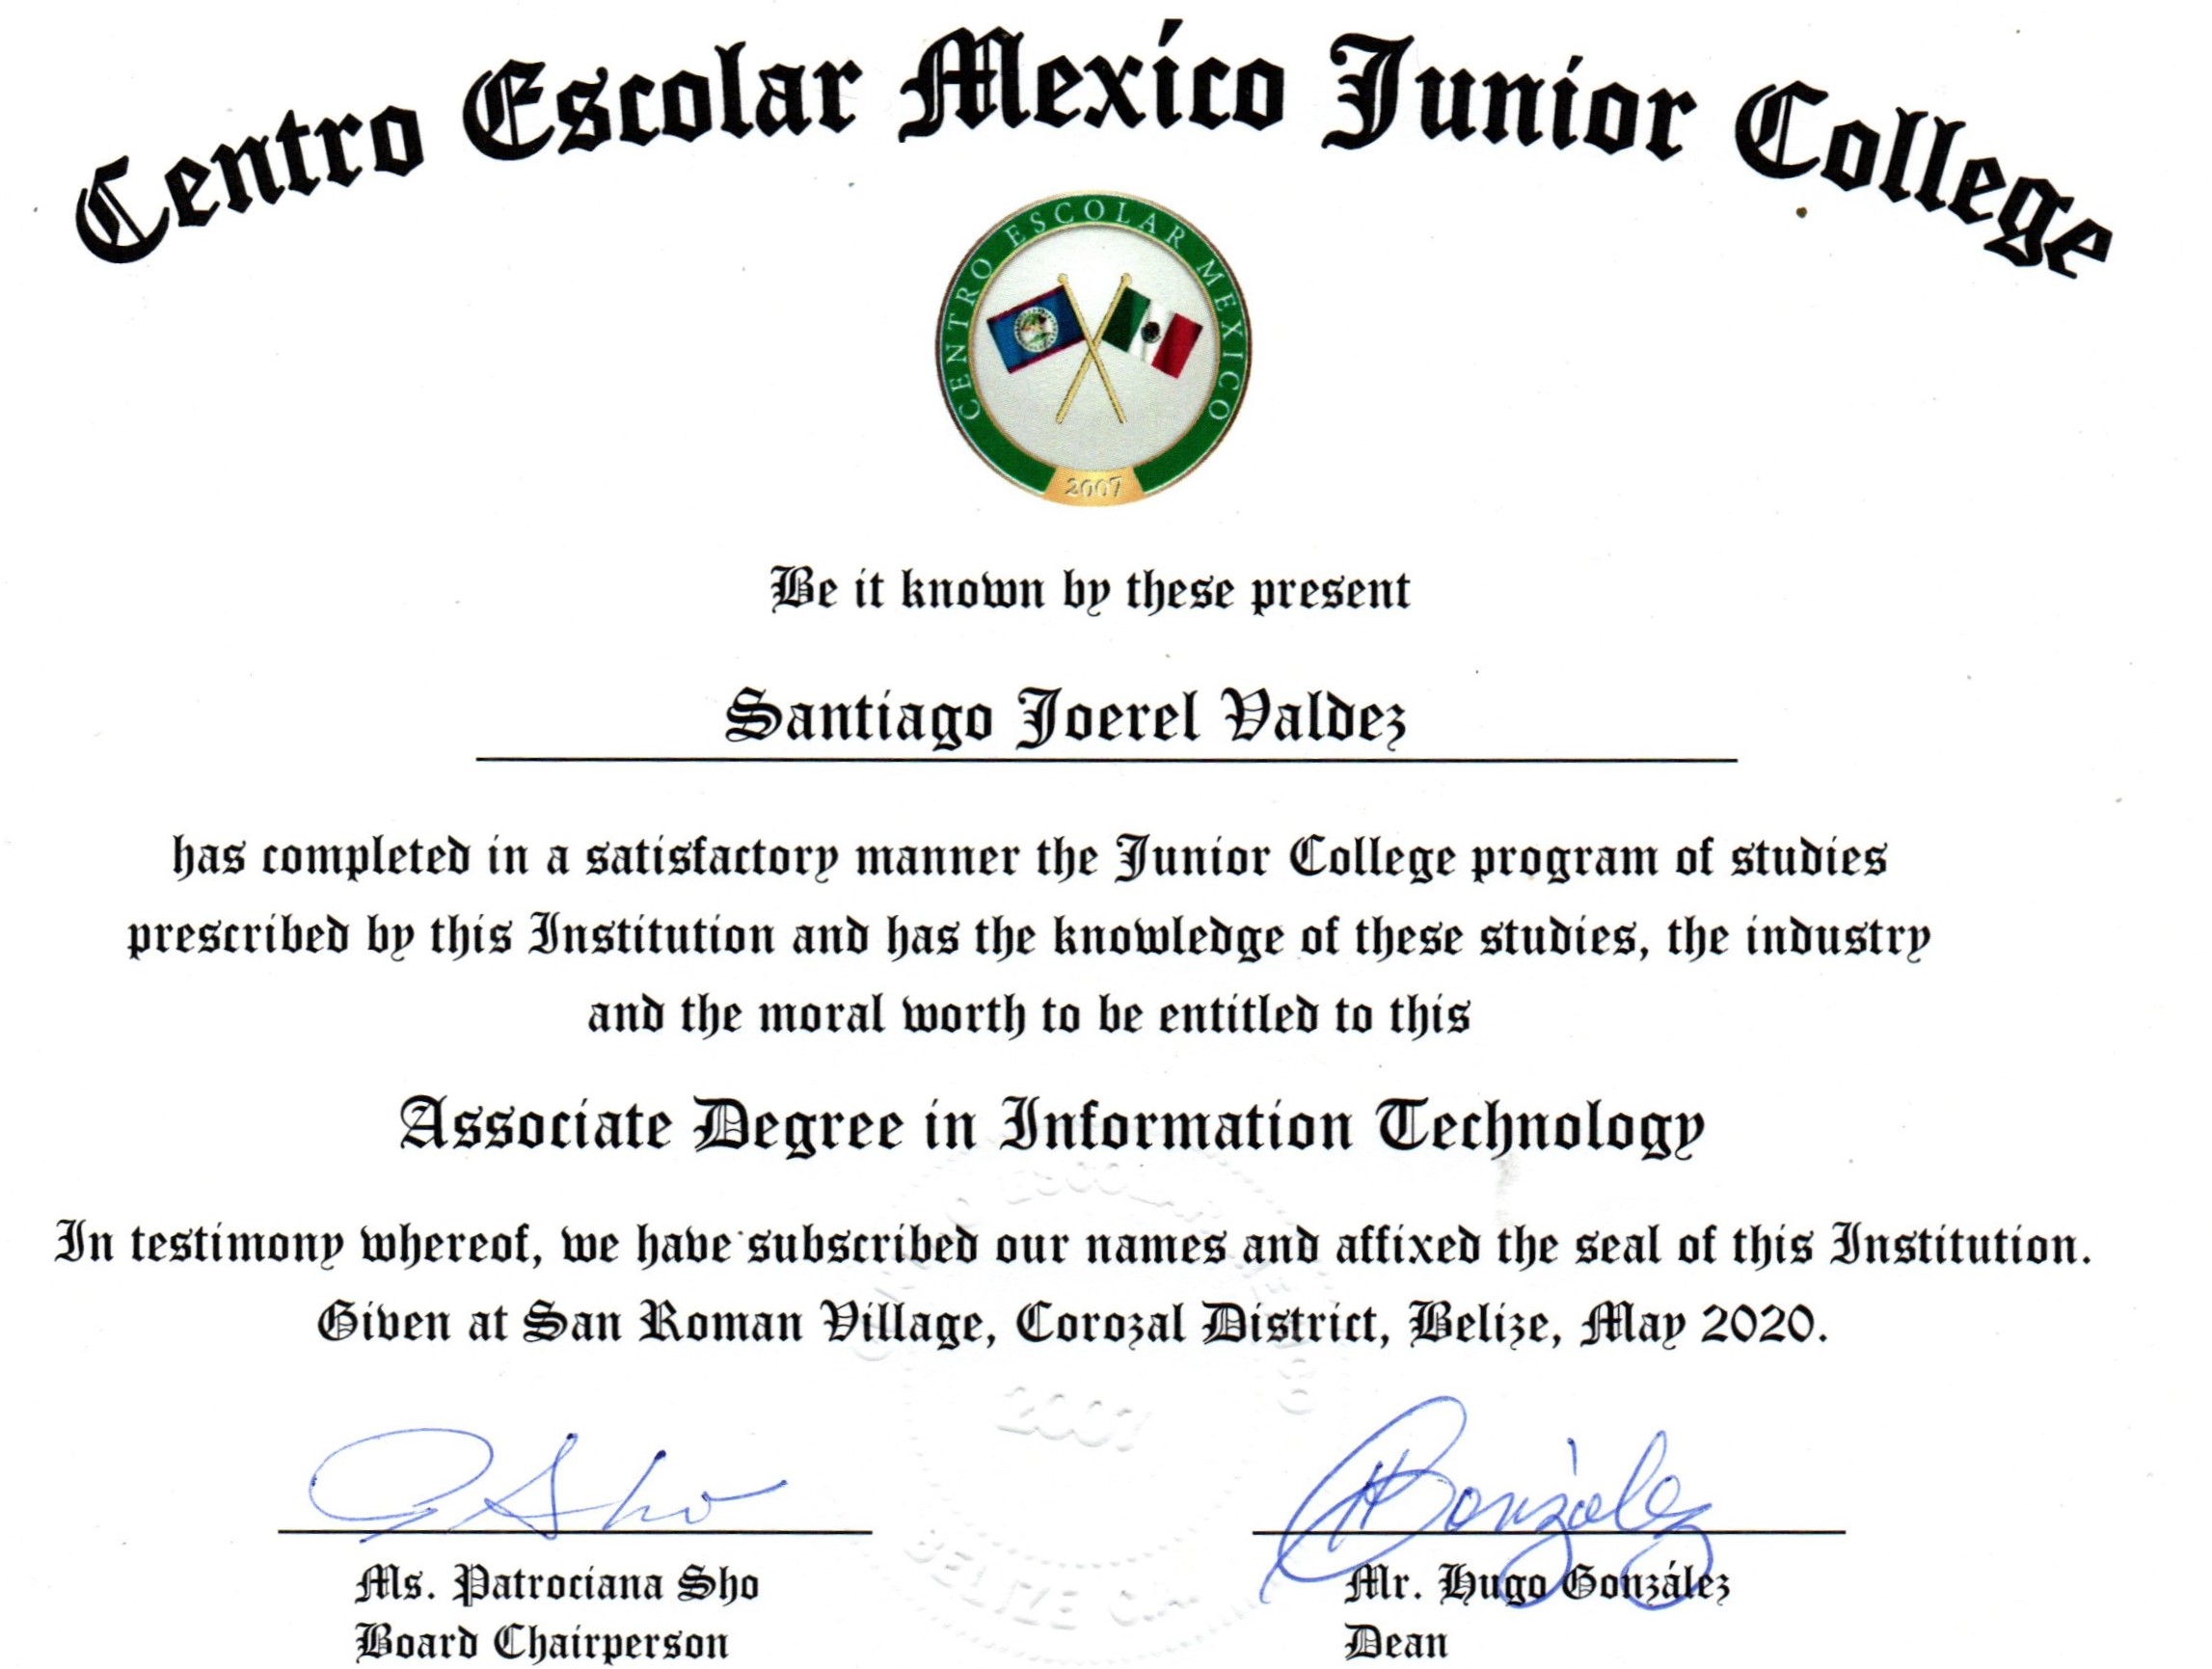 Centro Escolar Mexico Junior College
CENTRO ESCOLAR MEXICO
2007
Be it known by these present
Santiago Joerel Valdez
has completed in a satisfactory manner the Junior College program of studies
prescribed by this Institution and has the knowledge of these studies, the industry
and the moral worth to be entitled to this
Associate Degree in Information Technology
In testimony whereof, we have subscribed our names and affixed the seal of this Institution.
Given at San Roman Village, Corozal District, Belize, May 2020.
2007
P Sho
HGonzález
Ms. Patrociana Sho
Mr. Hugo González
Board Chairperson
Dean